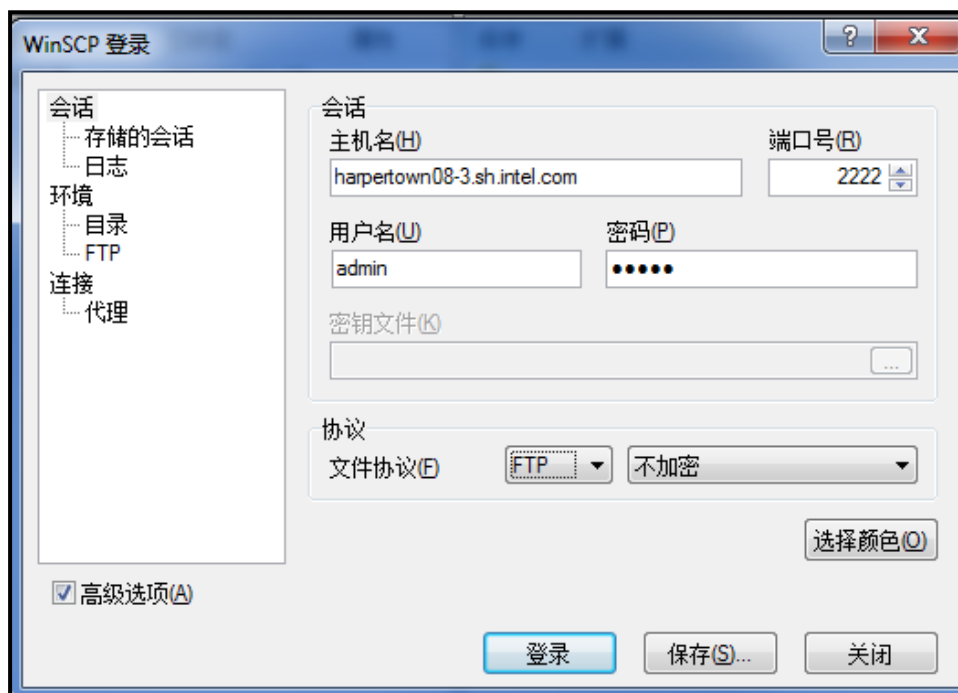 WinSCP 登录
会话
存储的会话
日志
环境
目录
FTP
连接
代理
高级选项(A)
会话
主机名(H) 端口号(R)
harpertown08-3.sh.intel.com 2222
用户名(U) 密码(P)
admin •••••
密钥文件(K)
...
协议
文件协议(F) FTP 不加密
选择颜色(O)
登录 保存(S)... 关闭